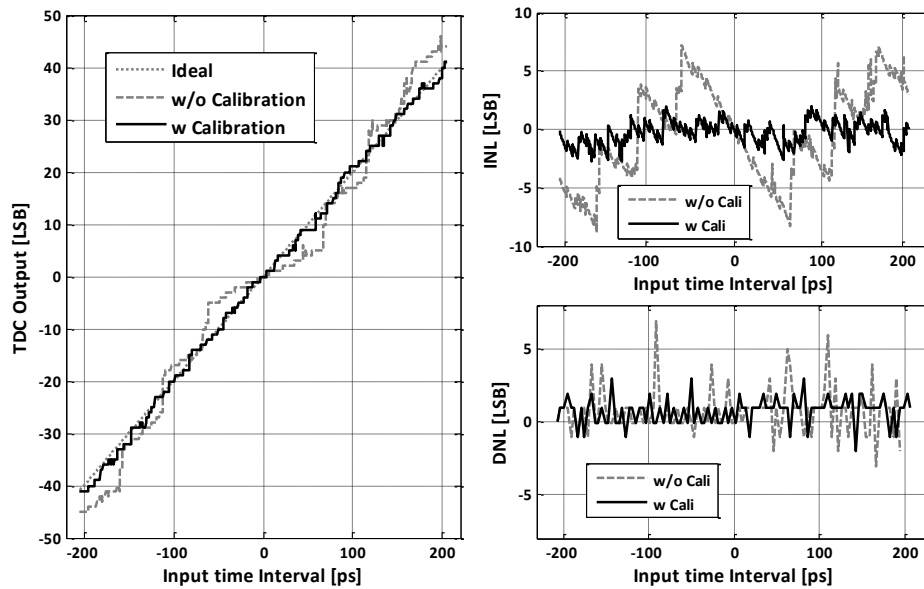 50
40
30
20
10
0
-10
-20
-30
-40
-50
-200
-100
0
100
200
TDC Output [LSB]
Input time Interval [ps]
Ideal
w/o Calibration
w Calibration
10
5
0
-5
-10
-200
-100
0
100
200
INL [LSB]
Input time Interval [ps]
w/o Cali
w Cali
5
0
-5
-200
-100
0
100
200
DNL [LSB]
Input time Interval [ps]
w/o Cali
w Cali